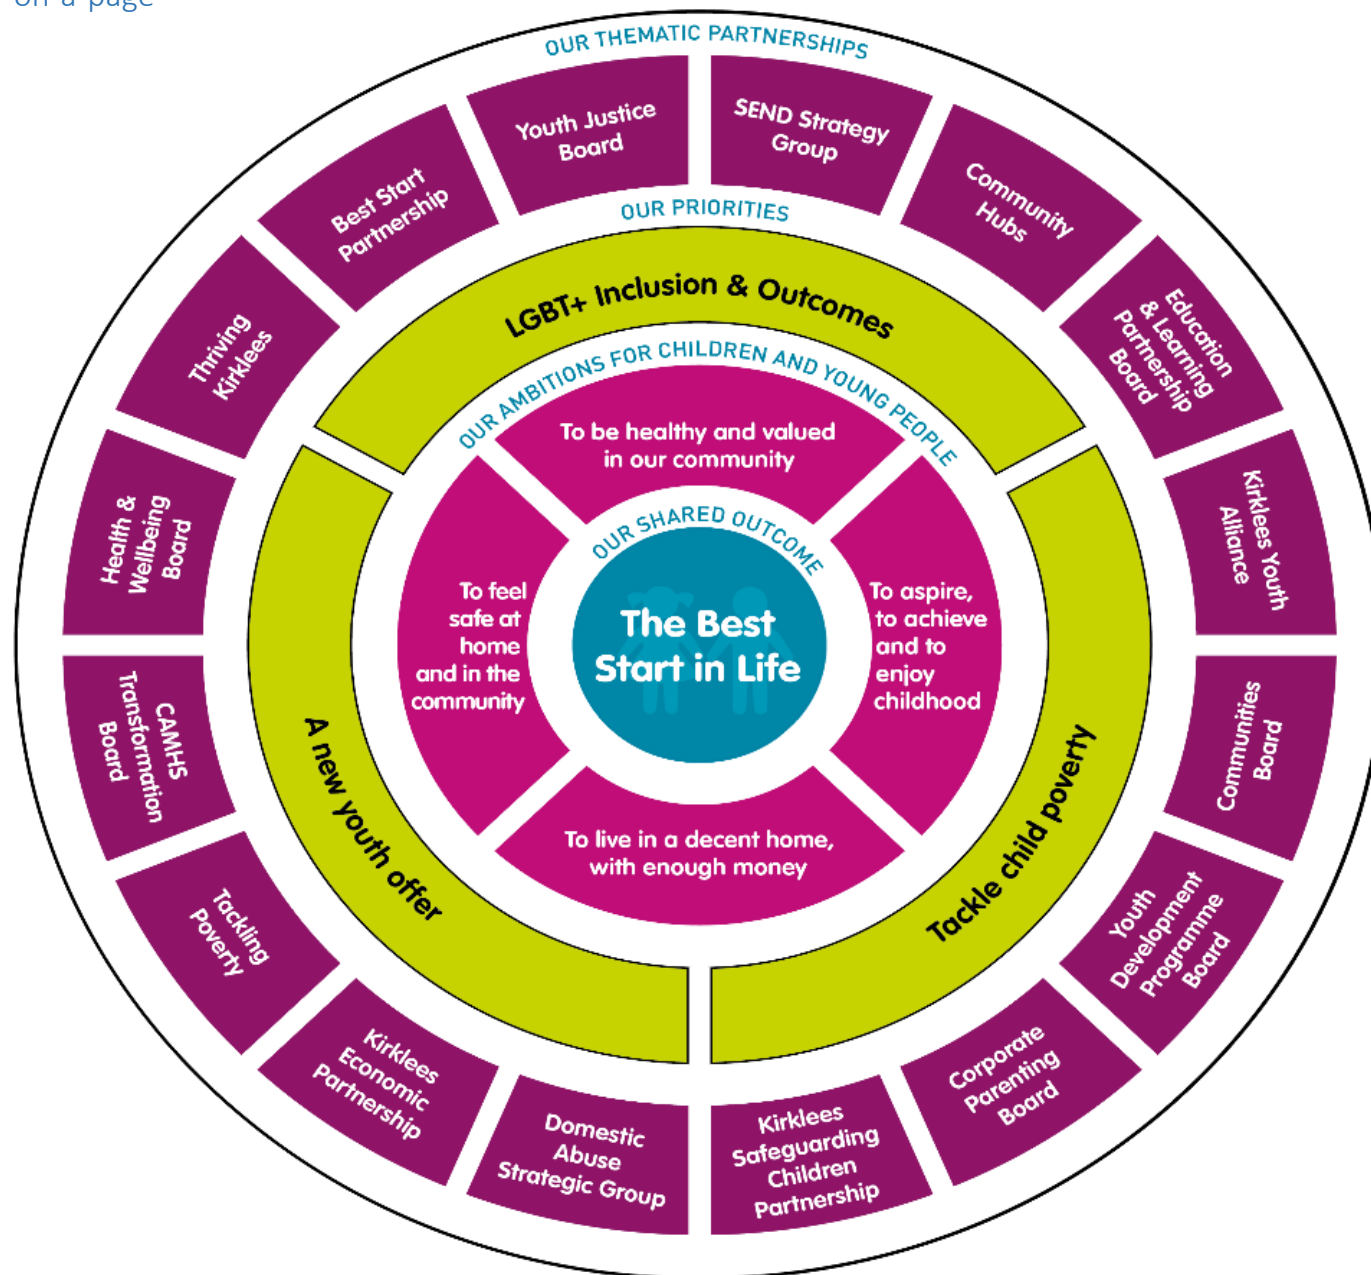 on a page
OUR THEMATIC PARTNERSHIPS
Youth Justice
Board
SEND Strategy
Group
Community
Hubs
Education
& Learning
Partnership
Board
Kirklees Youth
Alliance
Communities
Board
Youth
Development
Programme
Board
Corporate
Parenting
Board
Kirklees
Safeguarding
Children
Partnership
Domestic
Abuse
Strategic Group
Kirklees
Economic
Partnership
Tackling
Poverty
CAMHS
Transformation
Board
Health &
Wellbeing
Board
Thriving
Kirklees
Best Start
Partnership
OUR PRIORITIES
LGBT+ Inclusion & Outcomes
Tackle child poverty
A new youth offer
OUR AMBITIONS FOR CHILDREN AND YOUNG PEOPLE
To be healthy and valued
in our community
To aspire,
to achieve
and to
enjoy
childhood
To live in a decent home,
with enough money
To feel
safe at
home
and in the
community
OUR SHARED OUTCOME
The Best
Start in Life